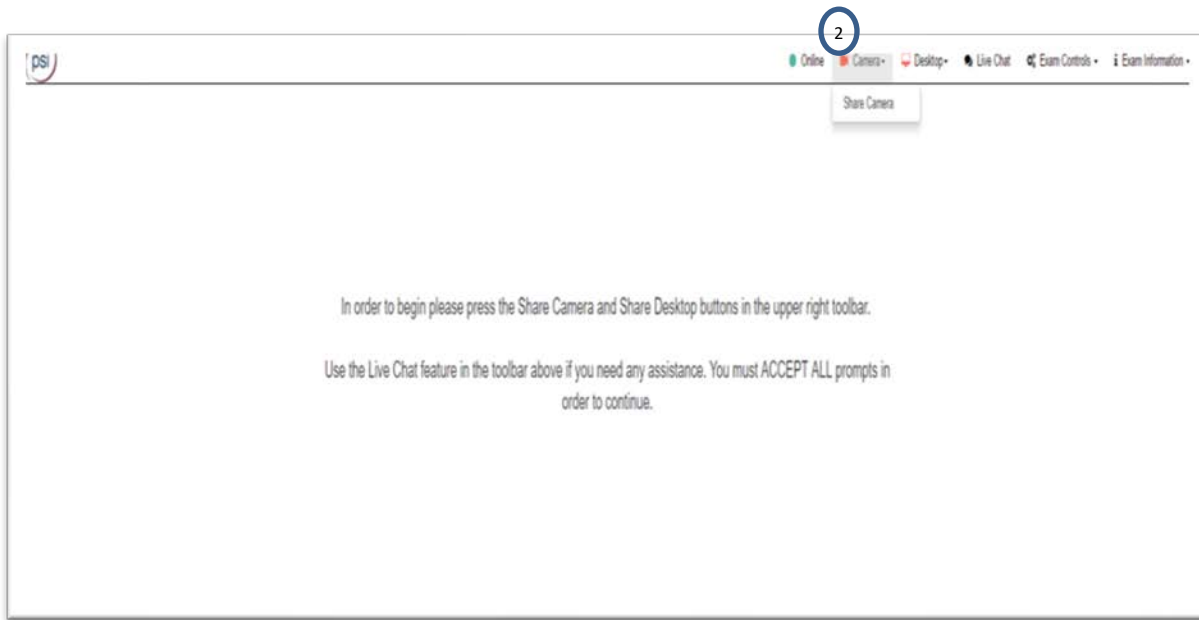 2
psi Online Camera Desktop Live Chat Exam Controls Exam Information
Share Camera
In order to begin please press the Share Camera and Share Desktop buttons in the upper right toolbar.
Use the Live Chat feature in the toolbar above if you need any assistance. You must ACCEPT ALL prompts in
order to continue.